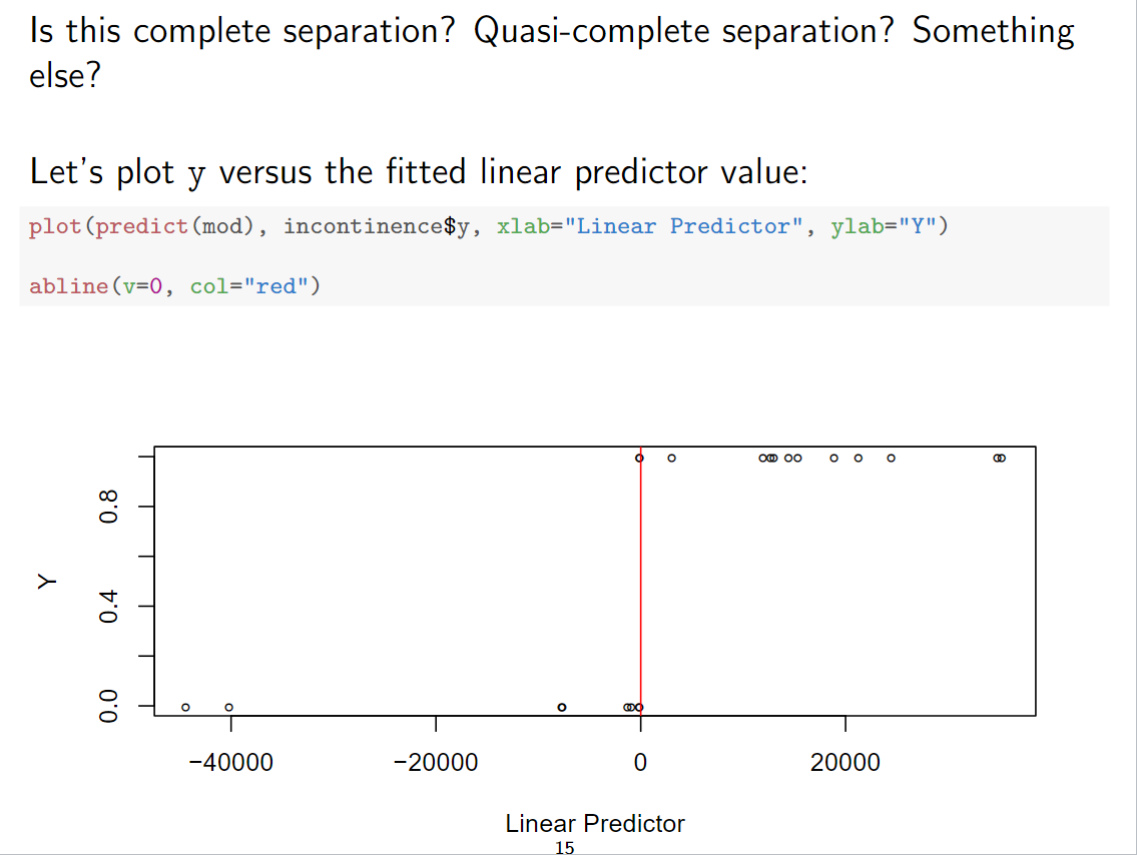 Is this complete separation? Quasi-complete separation? Something
else?
Let's plot y versus the fitted linear predictor value:
plot(predict(mod), incontinence$y, xlab="Linear Predictor", ylab="Y")
abline(v=0, col="red")
Y
0.8
0.4
0.0
−40000 −20000 0 20000
Linear Predictor
15